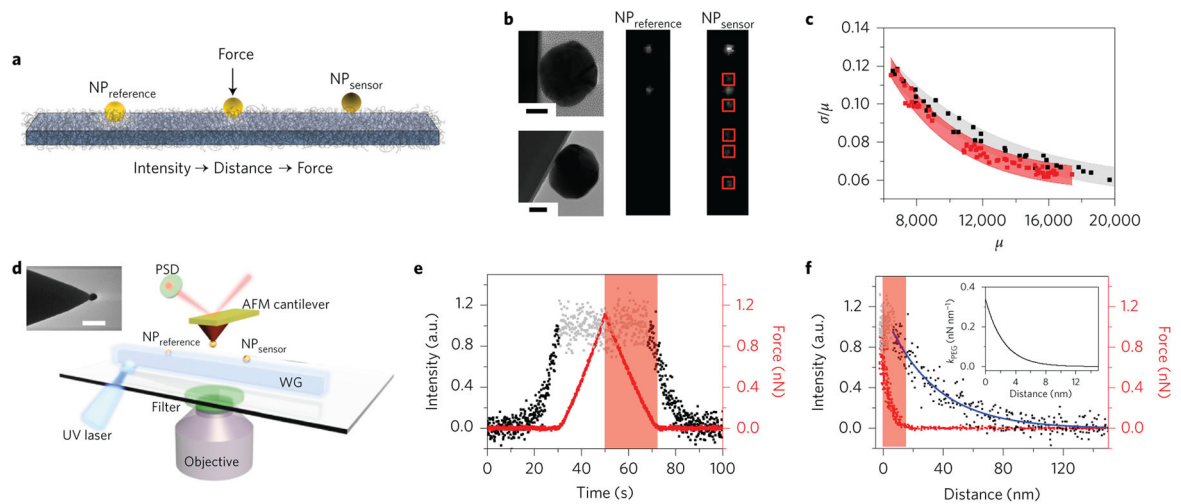 a
Force
NPreference
NPsensor
Intensity → Distance → Force
b
NPreference
NPsensor
c
0.12
0.10
0.08
0.06
σ/μ
8,000
12,000
16,000
20,000
μ
d
PSD
AFM cantilever
NPreference
NPsensor
WG
Filter
UV laser
Objective
e
1.2
0.8
0.4
0.0
Intensity (a.u.)
0
20
40
60
80
100
Time (s)
1.2
0.8
0.4
0.0
Force (nN)
f
1.2
0.8
0.4
0.0
Intensity (a.u.)
0
40
80
120
Distance (nm)
1.2
0.8
0.4
0.0
Force (nN)
0.4
0.2
0.0
kPEG (nN nm⁻¹)
0
4
8
12
Distance (nm)